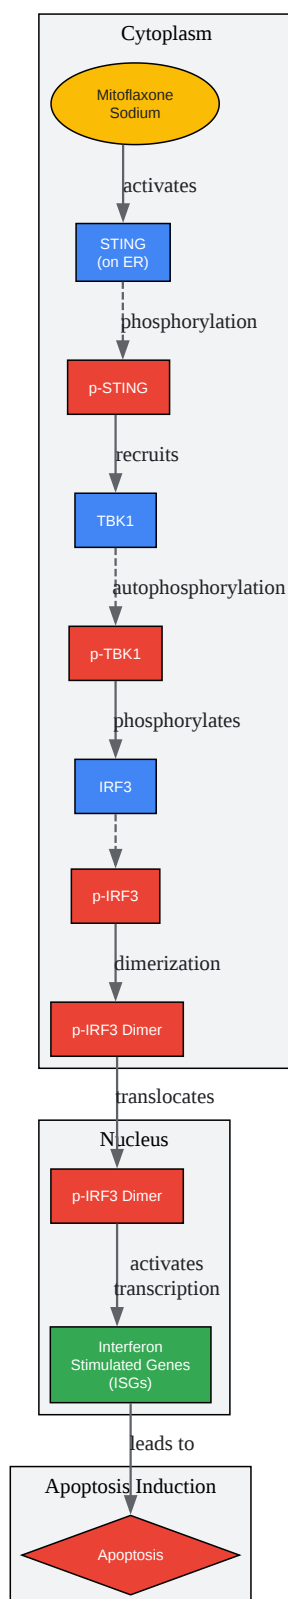 Cytoplasm
Mitoflaxone
Sodium
activates
STING
(on ER)
phosphorylation
p-STING
recruits
TBK1
autophosphorylation
p-TBK1
phosphorylates
IRF3
p-IRF3
dimerization
p-IRF3 Dimer
translocates
Nucleus
p-IRF3 Dimer
activates
transcription
Interferon
Stimulated Genes
(ISGs)
leads to
Apoptosis Induction
Apoptosis